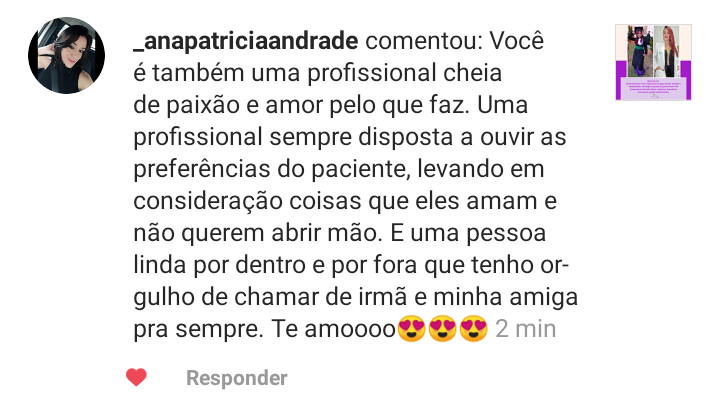 _anapatriciaandrade comentou: Você
é também uma profissional cheia
de paixão e amor pelo que faz. Uma
profissional sempre disposta a ouvir as
preferências do paciente, levando em
consideração coisas que eles amam e
não querem abrir mão. E uma pessoa
linda por dentro e por fora que tenho or-
gulho de chamar de irmã e minha amiga
pra sempre. Te amoooo😍😍😍 2 min
Responder